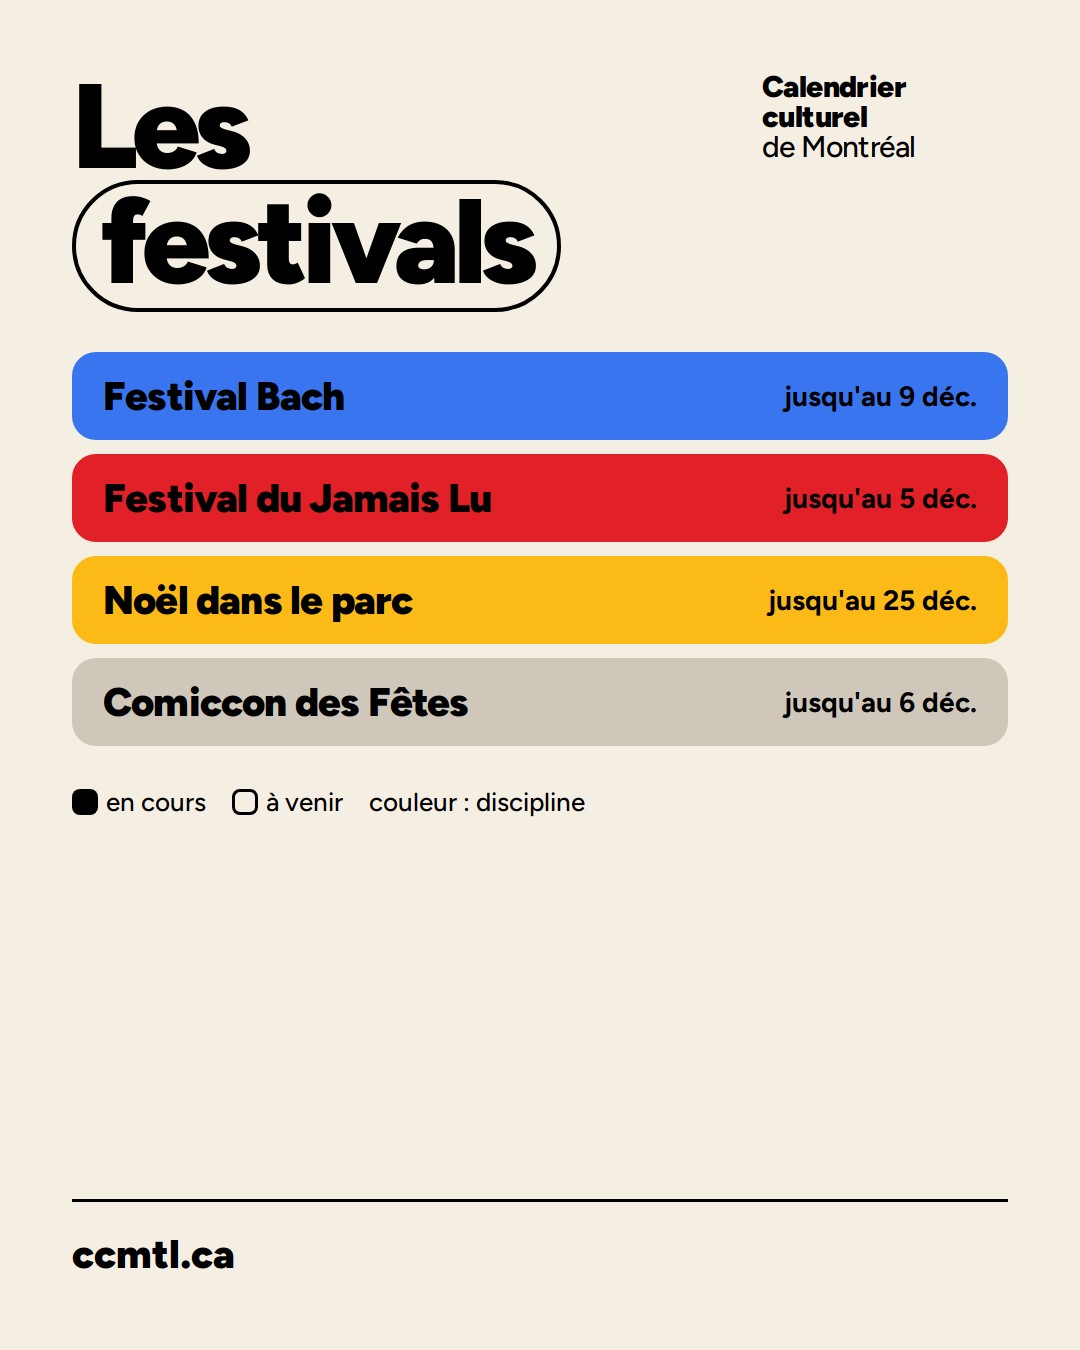 Les
festivals
Calendrier
culturel
de Montréal
Festival Bach jusqu'au 9 déc.
Festival du Jamais Lu jusqu'au 5 déc.
Noël dans le parc jusqu'au 25 déc.
Comiccon des Fêtes jusqu'au 6 déc.
en cours à venir couleur : discipline
ccmtl.ca